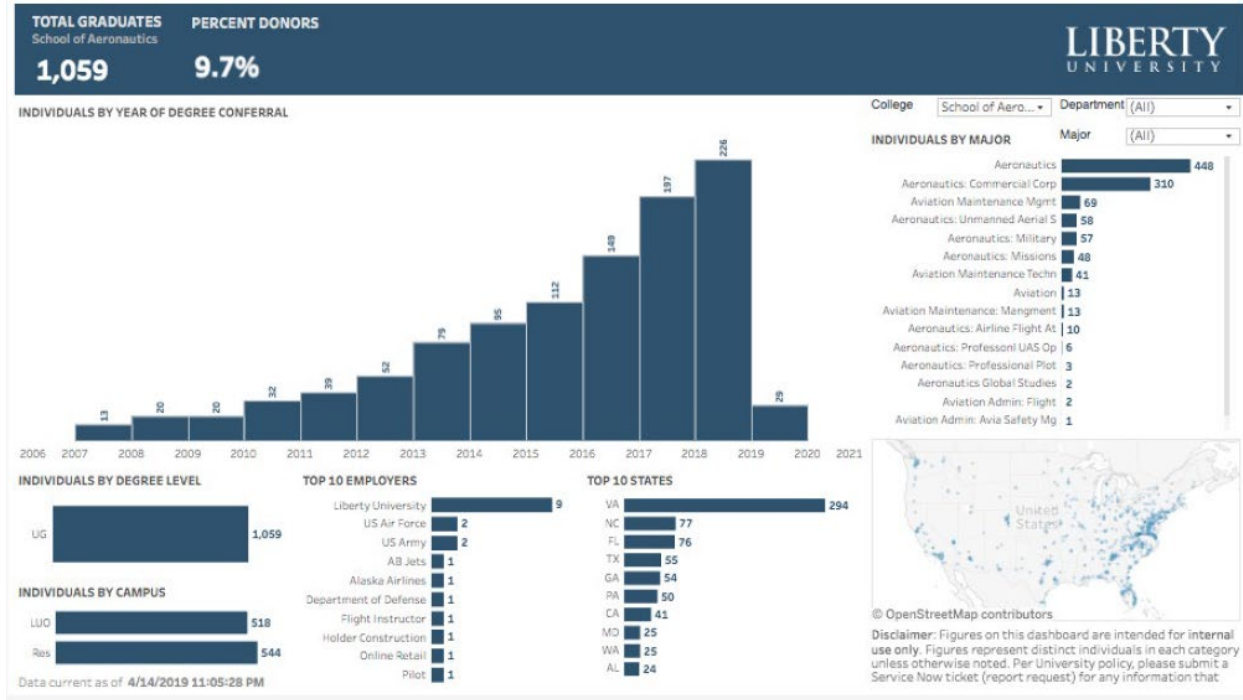 TOTAL GRADUATES
School of Aeronautics
1,059
PERCENT DONORS
9.7%
LIBERTY
UNIVERSITY
INDIVIDUALS BY YEAR OF DEGREE CONFERRAL
13
20
20
32
39
52
79
95
112
149
197
226
29
2006 2007 2008 2009 2010 2011 2012 2013 2014 2015 2016 2017 2018 2019 2020 2021
College School of Aero... Department (All)
Major (All)
INDIVIDUALS BY MAJOR
Aeronautics 448
Aeronautics: Commercial Corp 310
Aviation Maintenance Mgmt 69
Aeronautics: Unmanned Aerial S 58
Aeronautics: Military 57
Aeronautics: Missions 48
Aviation Maintenance Techn 41
Aviation 13
Aviation Maintenance: Mangment 13
Aeronautics: Airline Flight At 10
Aeronautics: Professonl UAS Op 6
Aeronautics: Professional Plot 3
Aeronautics Global Studies 2
Aviation Admin: Flight 2
Aviation Admin: Avia Safety Mg 1
INDIVIDUALS BY DEGREE LEVEL
UG 1,059
INDIVIDUALS BY CAMPUS
LUO 518
Res 544
Data current as of 4/14/2019 11:05:28 PM
TOP 10 EMPLOYERS
Liberty University 9
US Air Force 2
US Army 2
AB Jets 1
Alaska Airlines 1
Department of Defense 1
Flight Instructor 1
Holder Construction 1
Online Retail 1
Pilot 1
TOP 10 STATES
VA 294
NC 77
FL 76
TX 55
GA 54
PA 50
CA 41
MD 25
WA 25
AL 24
United
States
© OpenStreetMap contributors
Disclaimer: Figures on this dashboard are intended for internal
use only. Figures represent distinct individuals in each category
unless otherwise noted. Per University policy, please submit a
Service Now ticket (report request) for any information that